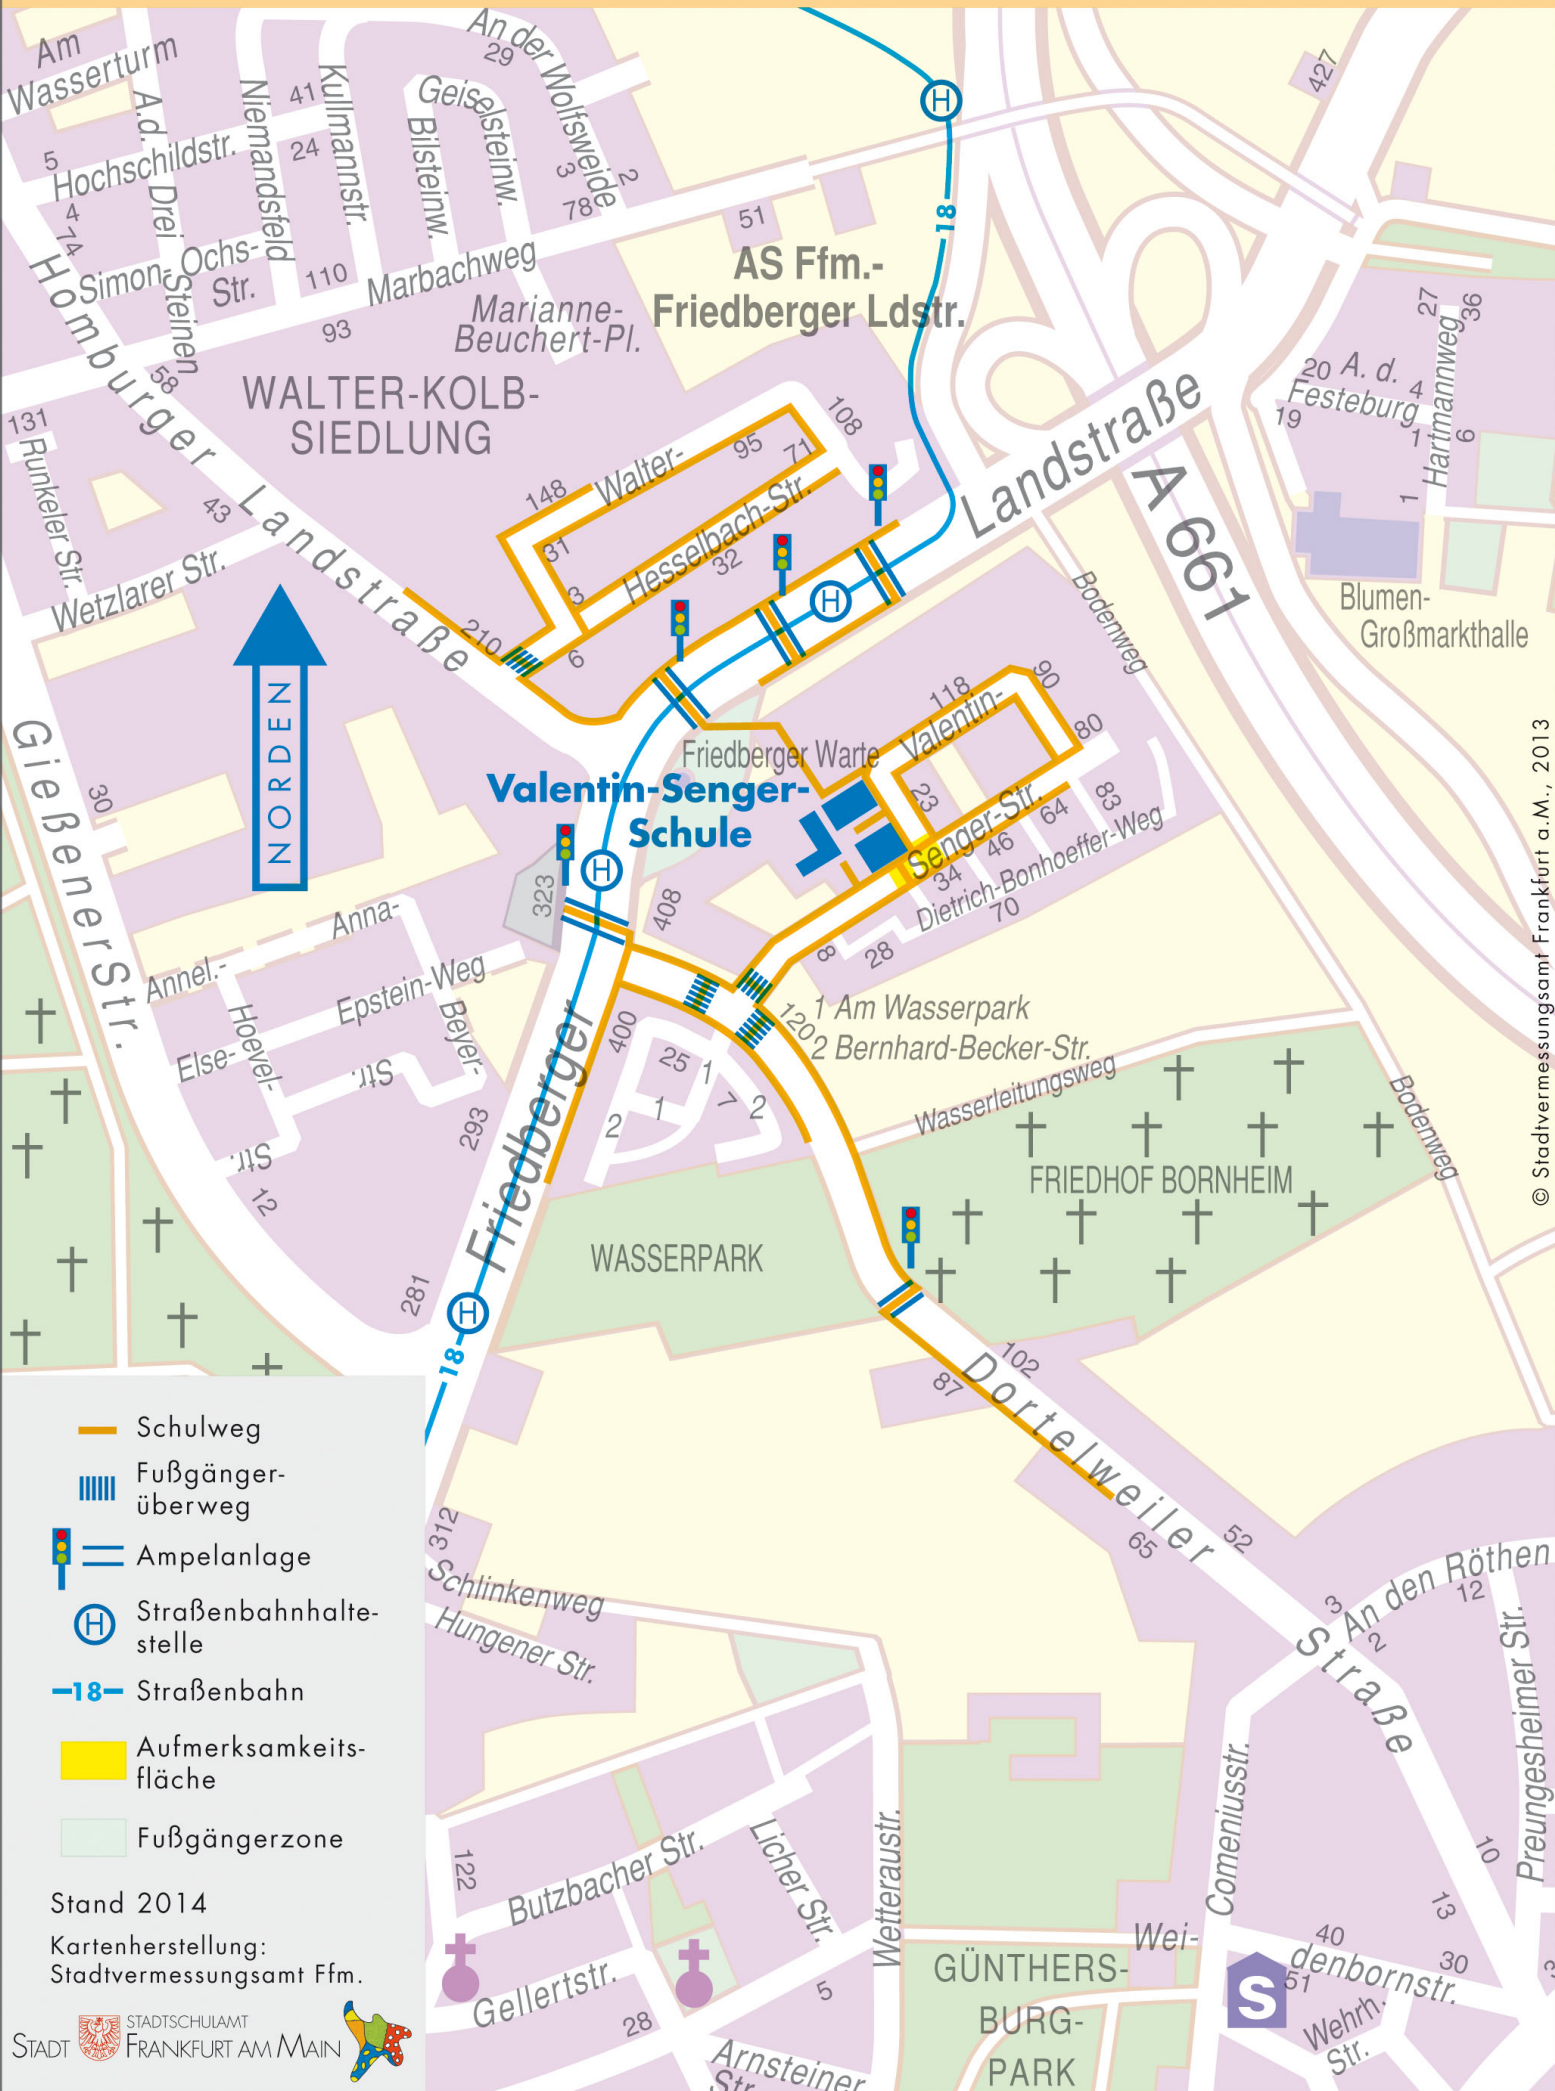 Am
Wasserturm
An der Wolfsweide
29
A.d. Drei Steinen
Niemandsfeld
41
Kullmannstr.
Geiselsteinw.
Bilsteinw.
427
5
Hochschildstr.
24
3
2
78
4
74
Simon-Ochs-
Str.
110
Marbachweg
51
18
AS Ffm.-
Friedberger Ldstr.
Marianne-
Beuchert-Pl.
93
58
Homburger Landstraße
WALTER-KOLB-
SIEDLUNG
131
Runkeler Str.
43
Wetzlarer Str.
148
Walter-
95
71
108
31
Hesselbach-Str.
32
3
6
210
Landstraße
A 661
27
36
20
A. d.
Festeburg
4
19
1
6
Hartmannweg
1
Blumen-
Großmarkthalle
Bodenweg
NORDEN
Gießener Str.
30
Friedberger Warte
Valentin-Senger-
Schule
118
90
Valentin-
80
23
Senger-Str.
64
83
46
34
Dietrich-Bonhoeffer-Weg
70
28
8
323
408
Anna-
Annel.-
Epstein-Weg
Hoevel-
Beyer-
Else-
Str.
Str.
12
293
281
Friedberger
400
25
1
7
2
1
2
120
1 Am Wasserpark
2 Bernhard-Becker-Str.
Wasserleitungsweg
Bodenweg
FRIEDHOF BORNHEIM
WASSERPARK
18
102
87
Dortelweiler Straße
65
52
312
Schlinkenweg
Hungener Str.
3
An den Röthen
12
2
Preungesheimer Str.
10
13
Comeniusstr.
Wetteraustr.
122
Butzbacher Str.
Licher Str.
Gellertstr.
28
5
Arnsteiner
Str.
GÜNTHERS-
BURG-
PARK
Wei-
denbornstr.
40
30
51
S
Wehrh.
Str.
© Stadtvermessungsamt Frankfurt a.M., 2013
Schulweg
Fußgänger-
überweg
Ampelanlage
H
Straßenbahnhalte-
stelle
18
Straßenbahn
Aufmerksamkeits-
fläche
Fußgängerzone
Stand 2014
Kartenherstellung:
Stadtvermessungsamt Ffm.
STADTSCHULAMT
STADT FRANKFURT AM MAIN